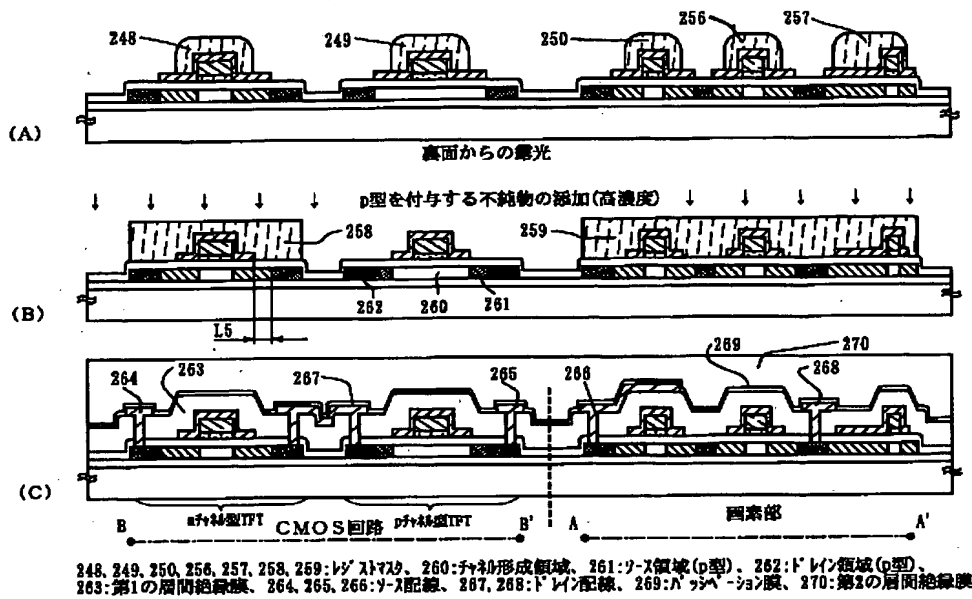 248 249 250 256 257
(A)
裏面からの露光
p型を付与する不純物の添加(高濃度)
258 259
262 260 261
(B)
L5
264 263 267 265 266 269 270 268
(C)
nチャネル型TFT pチャネル型TFT
B CMOS回路 B' A 画素部 A'
248, 249, 250, 256, 257, 258, 259:レジストマスク、260:チャネル形成領域、261:ソース領域(p型)、262:ドレイン領域(p型)、
263:第1の層間絶縁膜、264, 265, 266:ソース配線、267, 268:ドレイン配線、269:パッシベーション膜、270:第2の層間絶縁膜